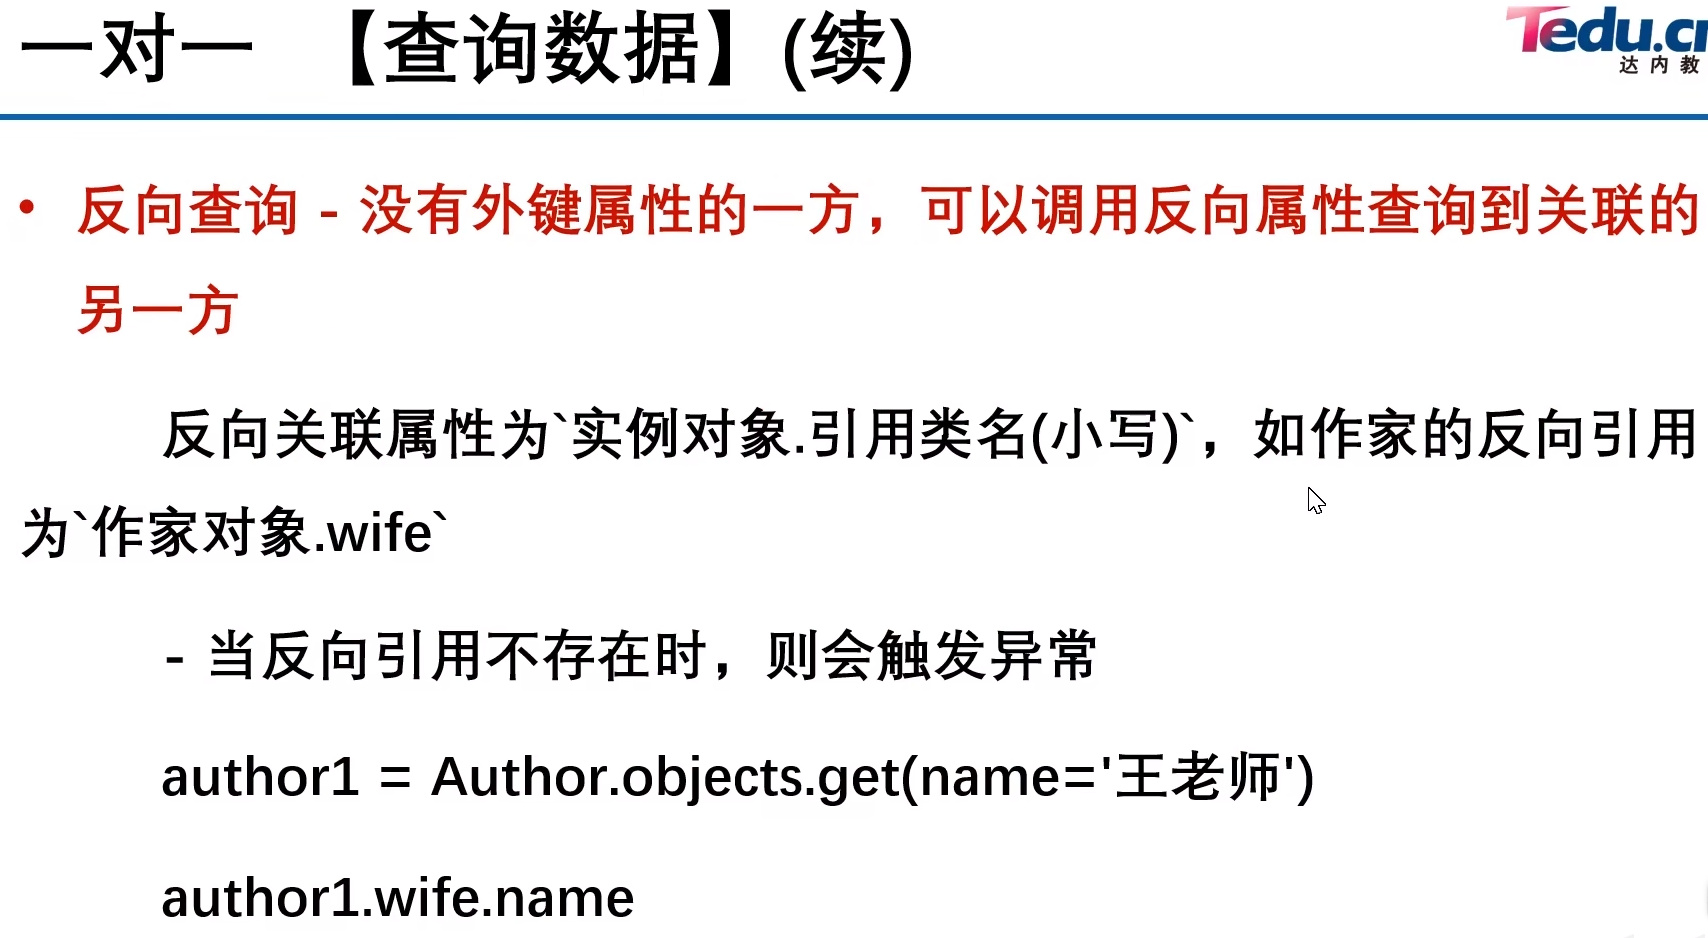 一对一 【查询数据】(续)
Tedu.cn
达内教
• 反向查询 - 没有外键属性的一方，可以调用反向属性查询到关联的
另一方
反向关联属性为`实例对象.引用类名(小写)`，如作家的反向引用
为`作家对象.wife`
- 当反向引用不存在时，则会触发异常
author1 = Author.objects.get(name='王老师')
author1.wife.name